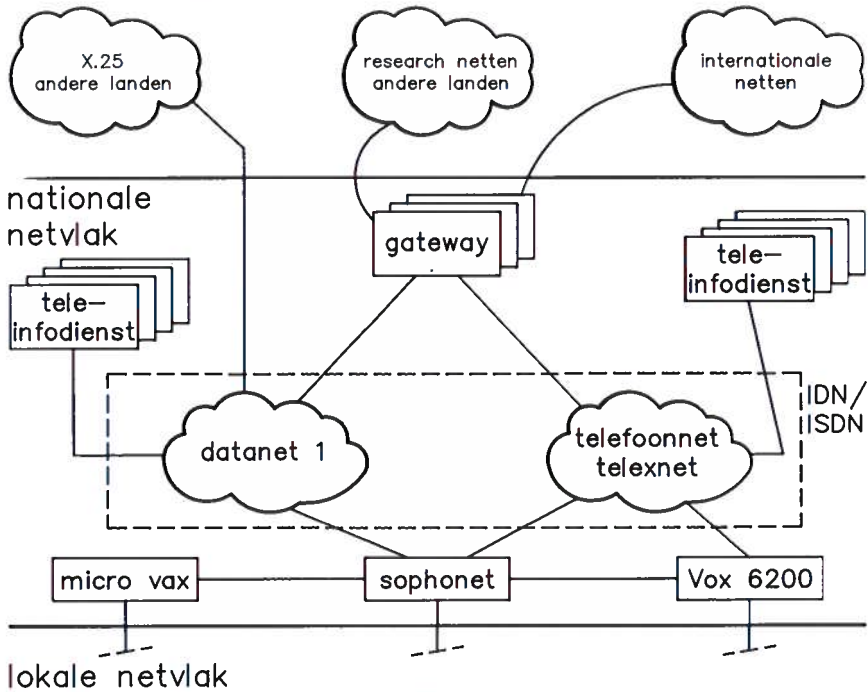 X.25
andere landen
research netten
andere landen
internationale
netten
nationale
netvlak
gateway
tele-
infodienst
tele-
infodienst
IDN/
ISDN
datanet 1
telefoonnet
telexnet
micro vax
sophonet
Vox 6200
lokale netvlak